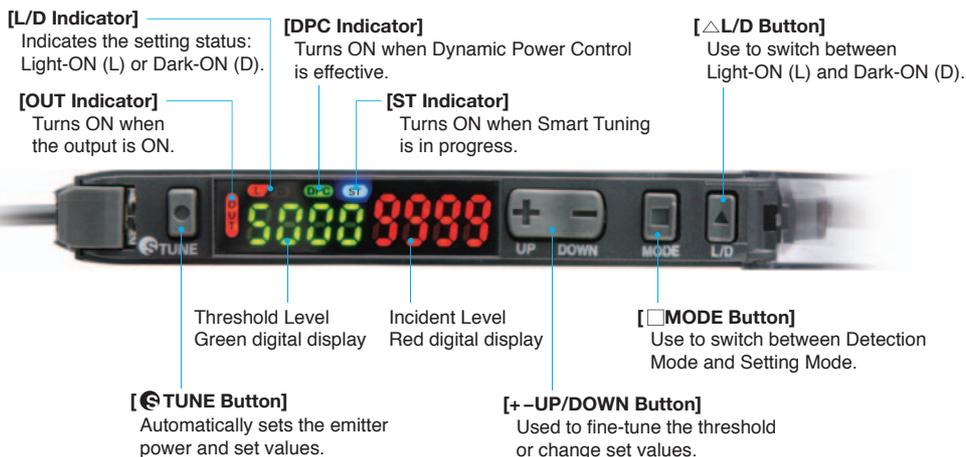 [L/D Indicator]
Indicates the setting status:
Light-ON (L) or Dark-ON (D).
[DPC Indicator]
Turns ON when Dynamic Power Control
is effective.
[△L/D Button]
Use to switch between
Light-ON (L) and Dark-ON (D).
[OUT Indicator]
Turns ON when
the output is ON.
[ST Indicator]
Turns ON when Smart Tuning
is in progress.
L
DPC
ST
OUT
5000
9999
+
−
S TUNE
UP
DOWN
MODE
L/D
Threshold Level
Green digital display
Incident Level
Red digital display
[□MODE Button]
Use to switch between Detection
Mode and Setting Mode.
[S TUNE Button]
Automatically sets the emitter
power and set values.
[+−UP/DOWN Button]
Used to fine-tune the threshold
or change set values.